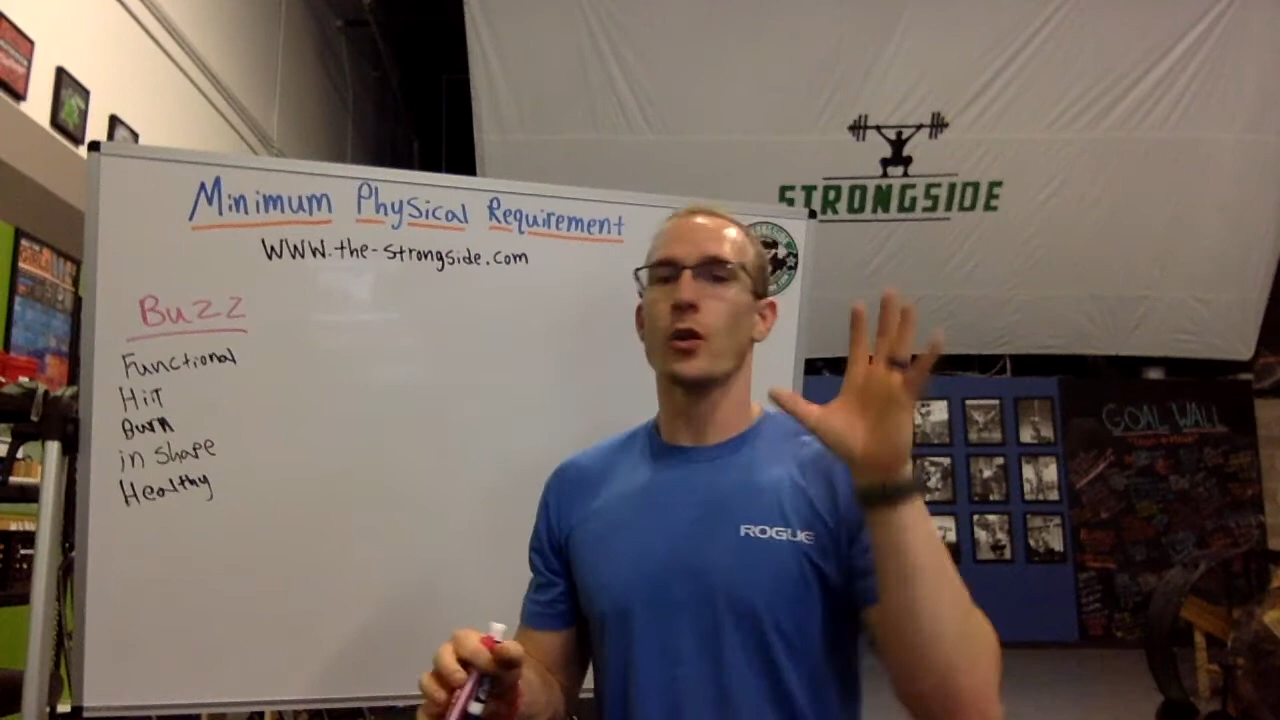 Minimum Physical Requirement
WWW.the-strongside.com
Buzz
Functional
HiiT
Burn
in shape
Healthy
STRONGSIDE
ROGUE
GOAL WALL